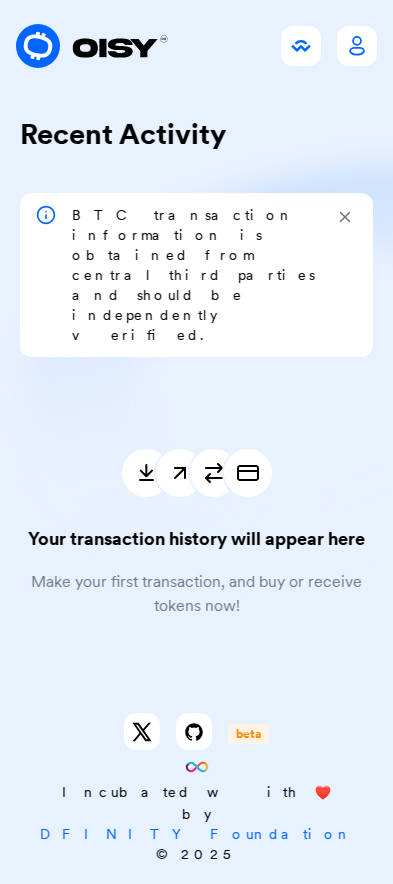 OISY
Recent Activity
BTC transaction
information is
obtained from
central third parties
and should be
independently
verified.
Your transaction history will appear here
Make your first transaction, and buy or receive
tokens now!
beta
Incubated with ❤️
by
DFINITY Foundation
© 2025